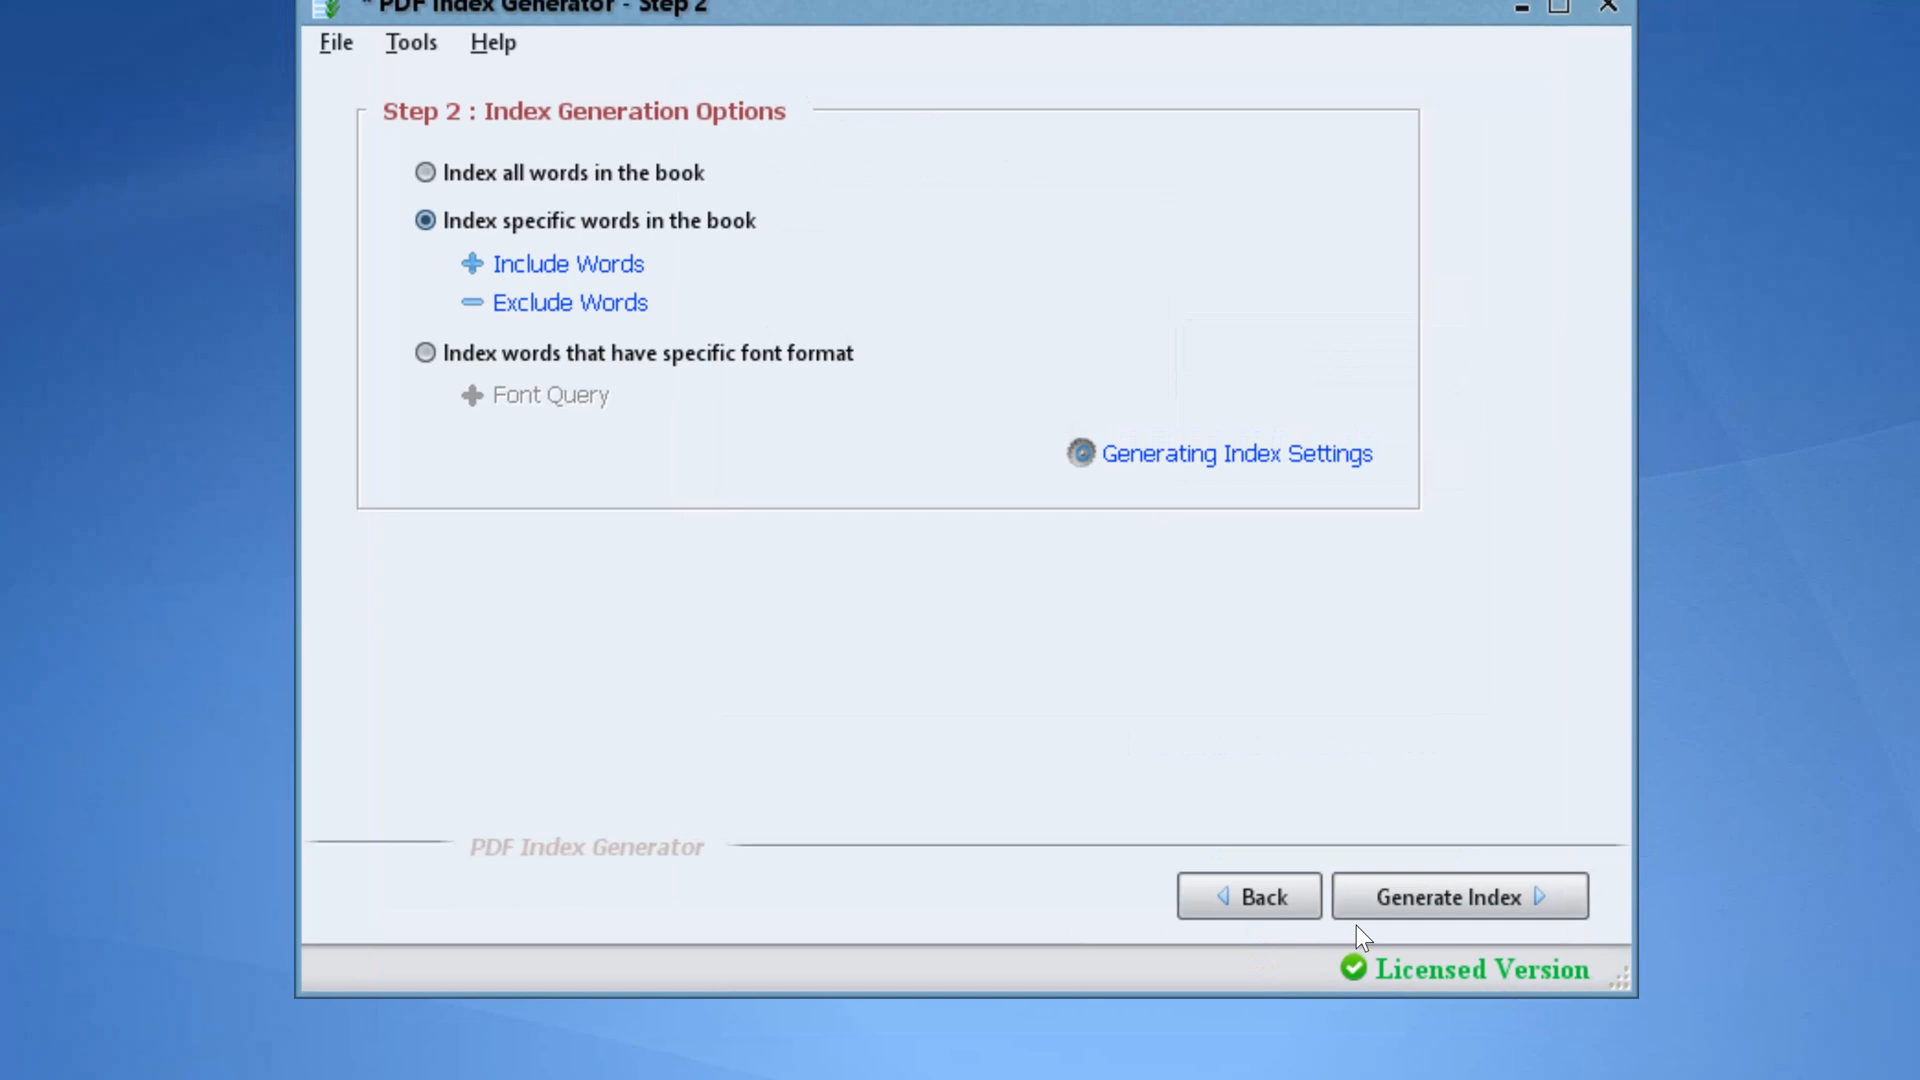 * PDF Index Generator - Step 2
File Tools Help
Step 2 : Index Generation Options
Index all words in the book
Index specific words in the book
Include Words
Exclude Words
Index words that have specific font format
Font Query
Generating Index Settings
PDF Index Generator
Back Generate Index
Licensed Version